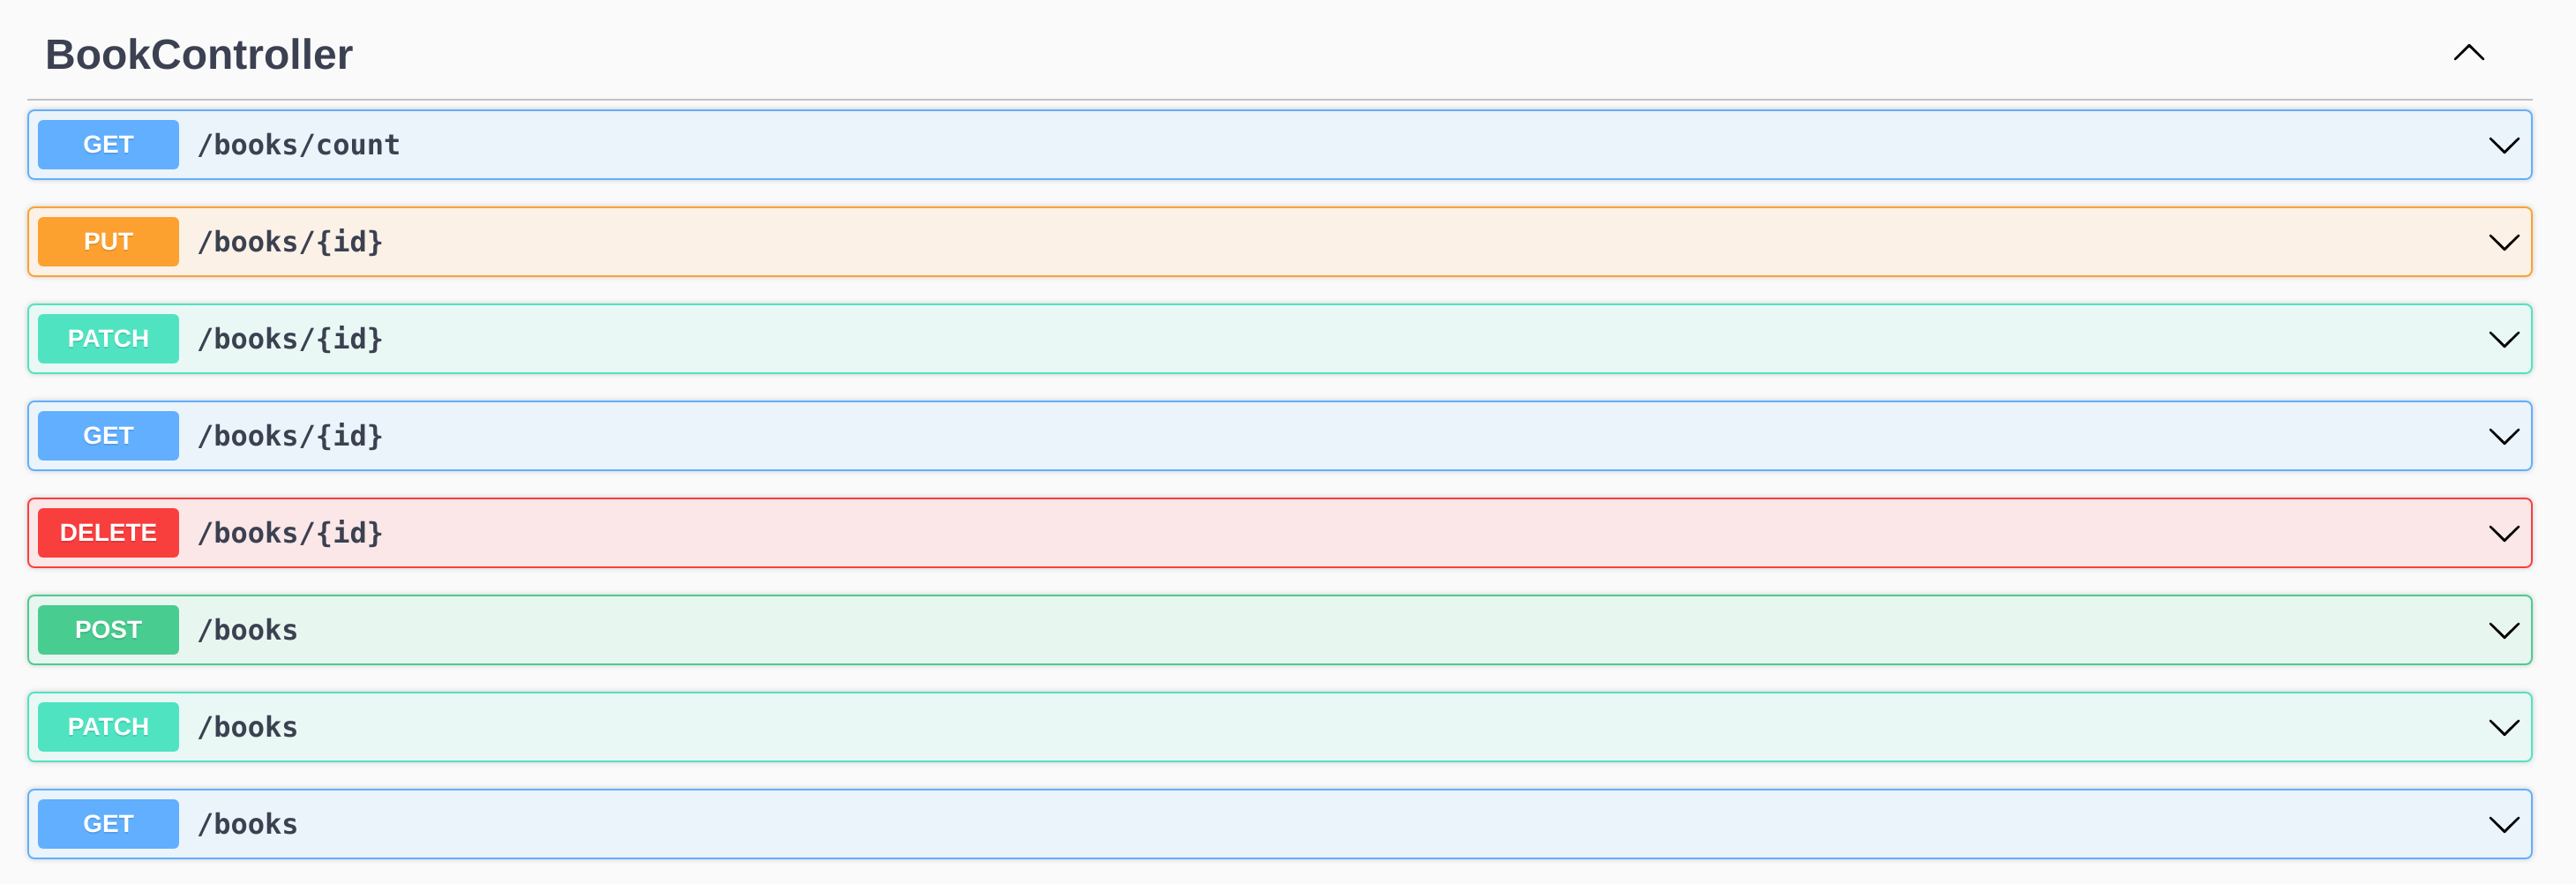 BookController
GET /books/count
PUT /books/{id}
PATCH /books/{id}
GET /books/{id}
DELETE /books/{id}
POST /books
PATCH /books
GET /books